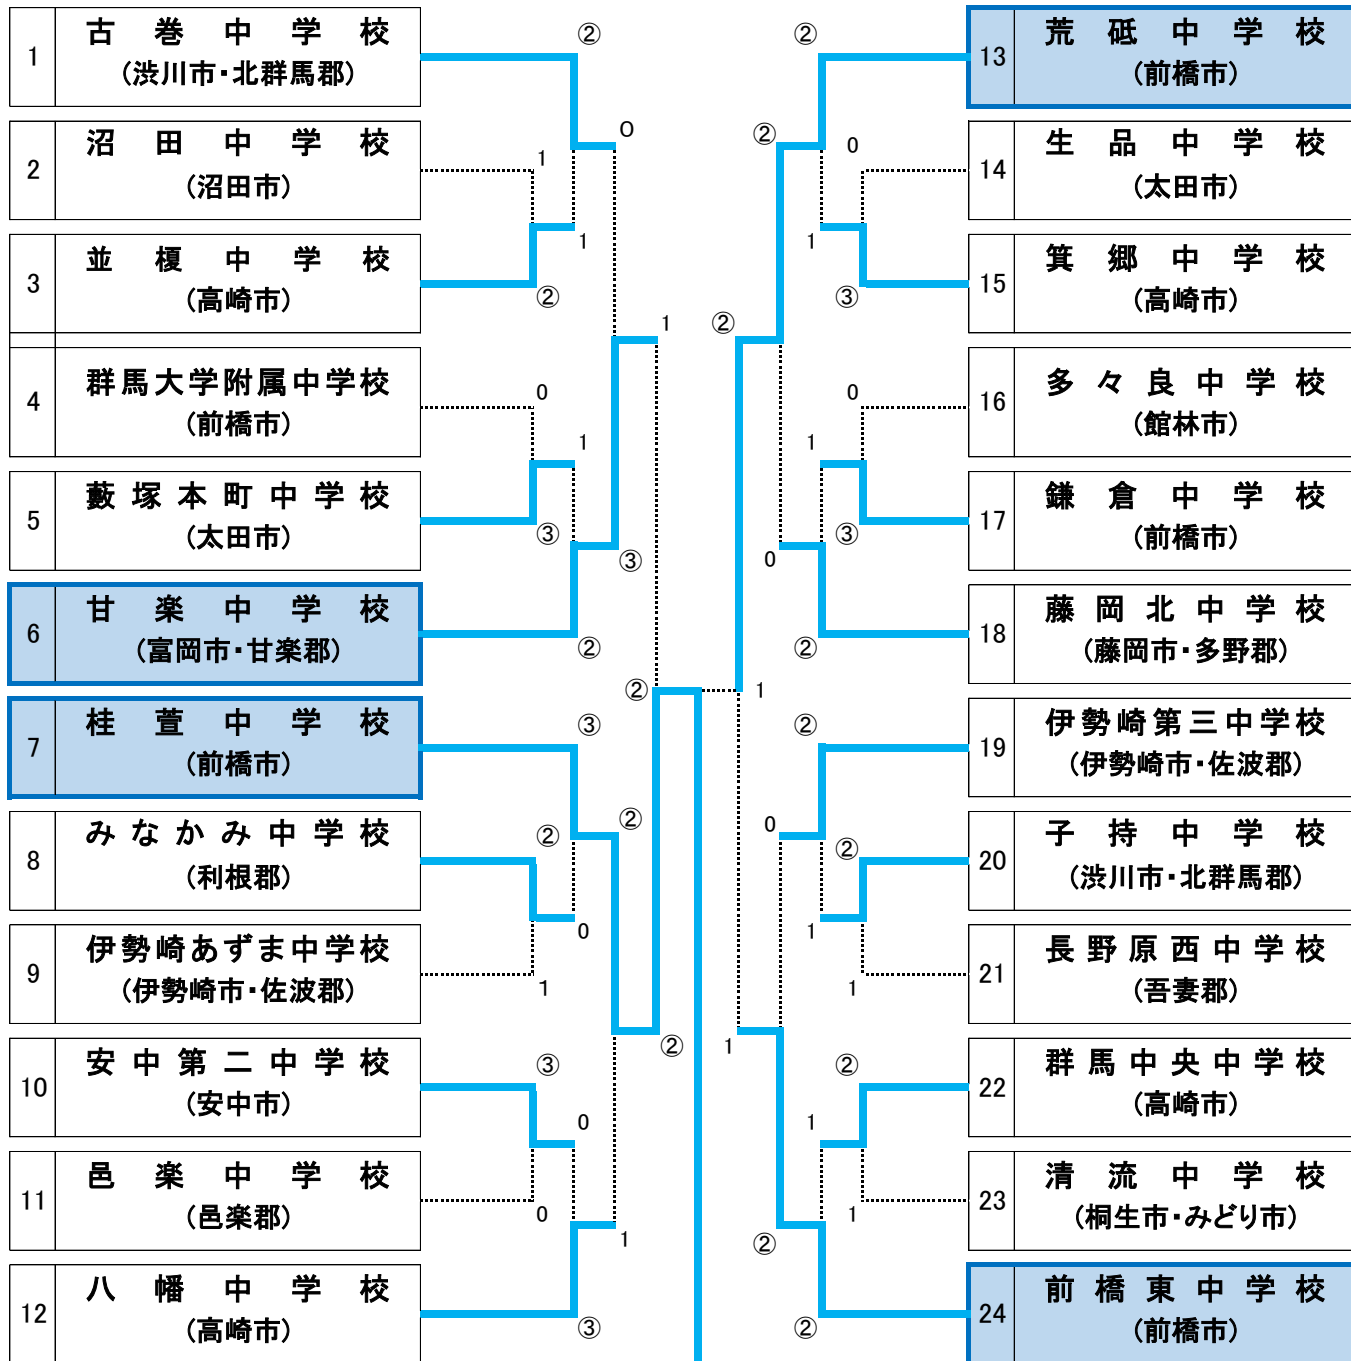 1
古巻中学校
(渋川市・北群馬郡)
2
沼田中学校
(沼田市)
3
並榎中学校
(高崎市)
4
群馬大学附属中学校
(前橋市)
5
藪塚本町中学校
(太田市)
6
甘楽中学校
(富岡市・甘楽郡)
7
桂萱中学校
(前橋市)
8
みなかみ中学校
(利根郡)
9
伊勢崎あずま中学校
(伊勢崎市・佐波郡)
10
安中第二中学校
(安中市)
11
邑楽中学校
(邑楽郡)
12
八幡中学校
(高崎市)
②
0
1
1
②
1
0
1
③
③
②
②
③
②
②
0
1
②
③
0
0
1
③
②
②
0
1
③
②
0
1
③
0
②
1
②
0
②
1
1
1
②
1
1
②
②
13
荒砥中学校
(前橋市)
14
生品中学校
(太田市)
15
箕郷中学校
(高崎市)
16
多々良中学校
(館林市)
17
鎌倉中学校
(前橋市)
18
藤岡北中学校
(藤岡市・多野郡)
19
伊勢崎第三中学校
(伊勢崎市・佐波郡)
20
子持中学校
(渋川市・北群馬郡)
21
長野原西中学校
(吾妻郡)
22
群馬中央中学校
(高崎市)
23
清流中学校
(桐生市・みどり市)
24
前橋東中学校
(前橋市)